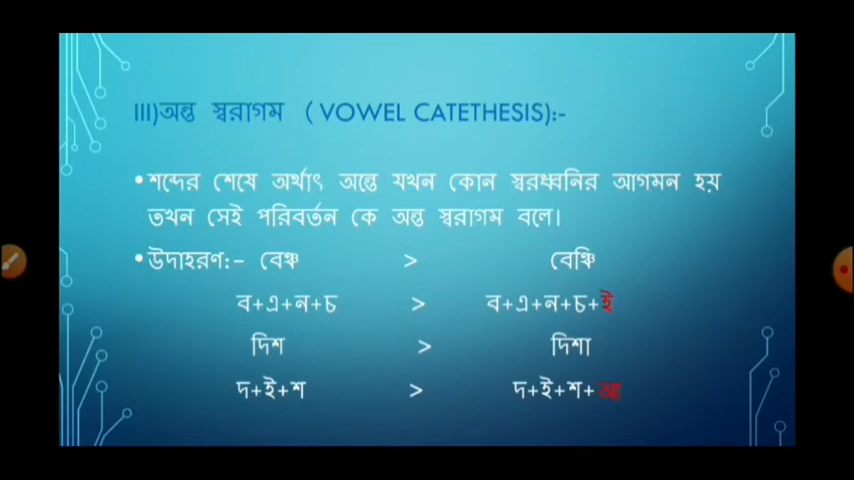 III)অন্ত স্বরাগম ( VOWEL CATETHESIS):-
•শব্দের শেষে অর্থাৎ অন্তে যখন কোন স্বরধ্বনির আগমন হয়
তখন সেই পরিবর্তন কে অন্ত স্বরাগম বলে।
•উদাহরণ:– বেঞ্চ > বেঞ্চি
ব+এ+ন+চ > ব+এ+ন+চ+ই
দিশ > দিশা
দ+ই+শ > দ+ই+শ+আ